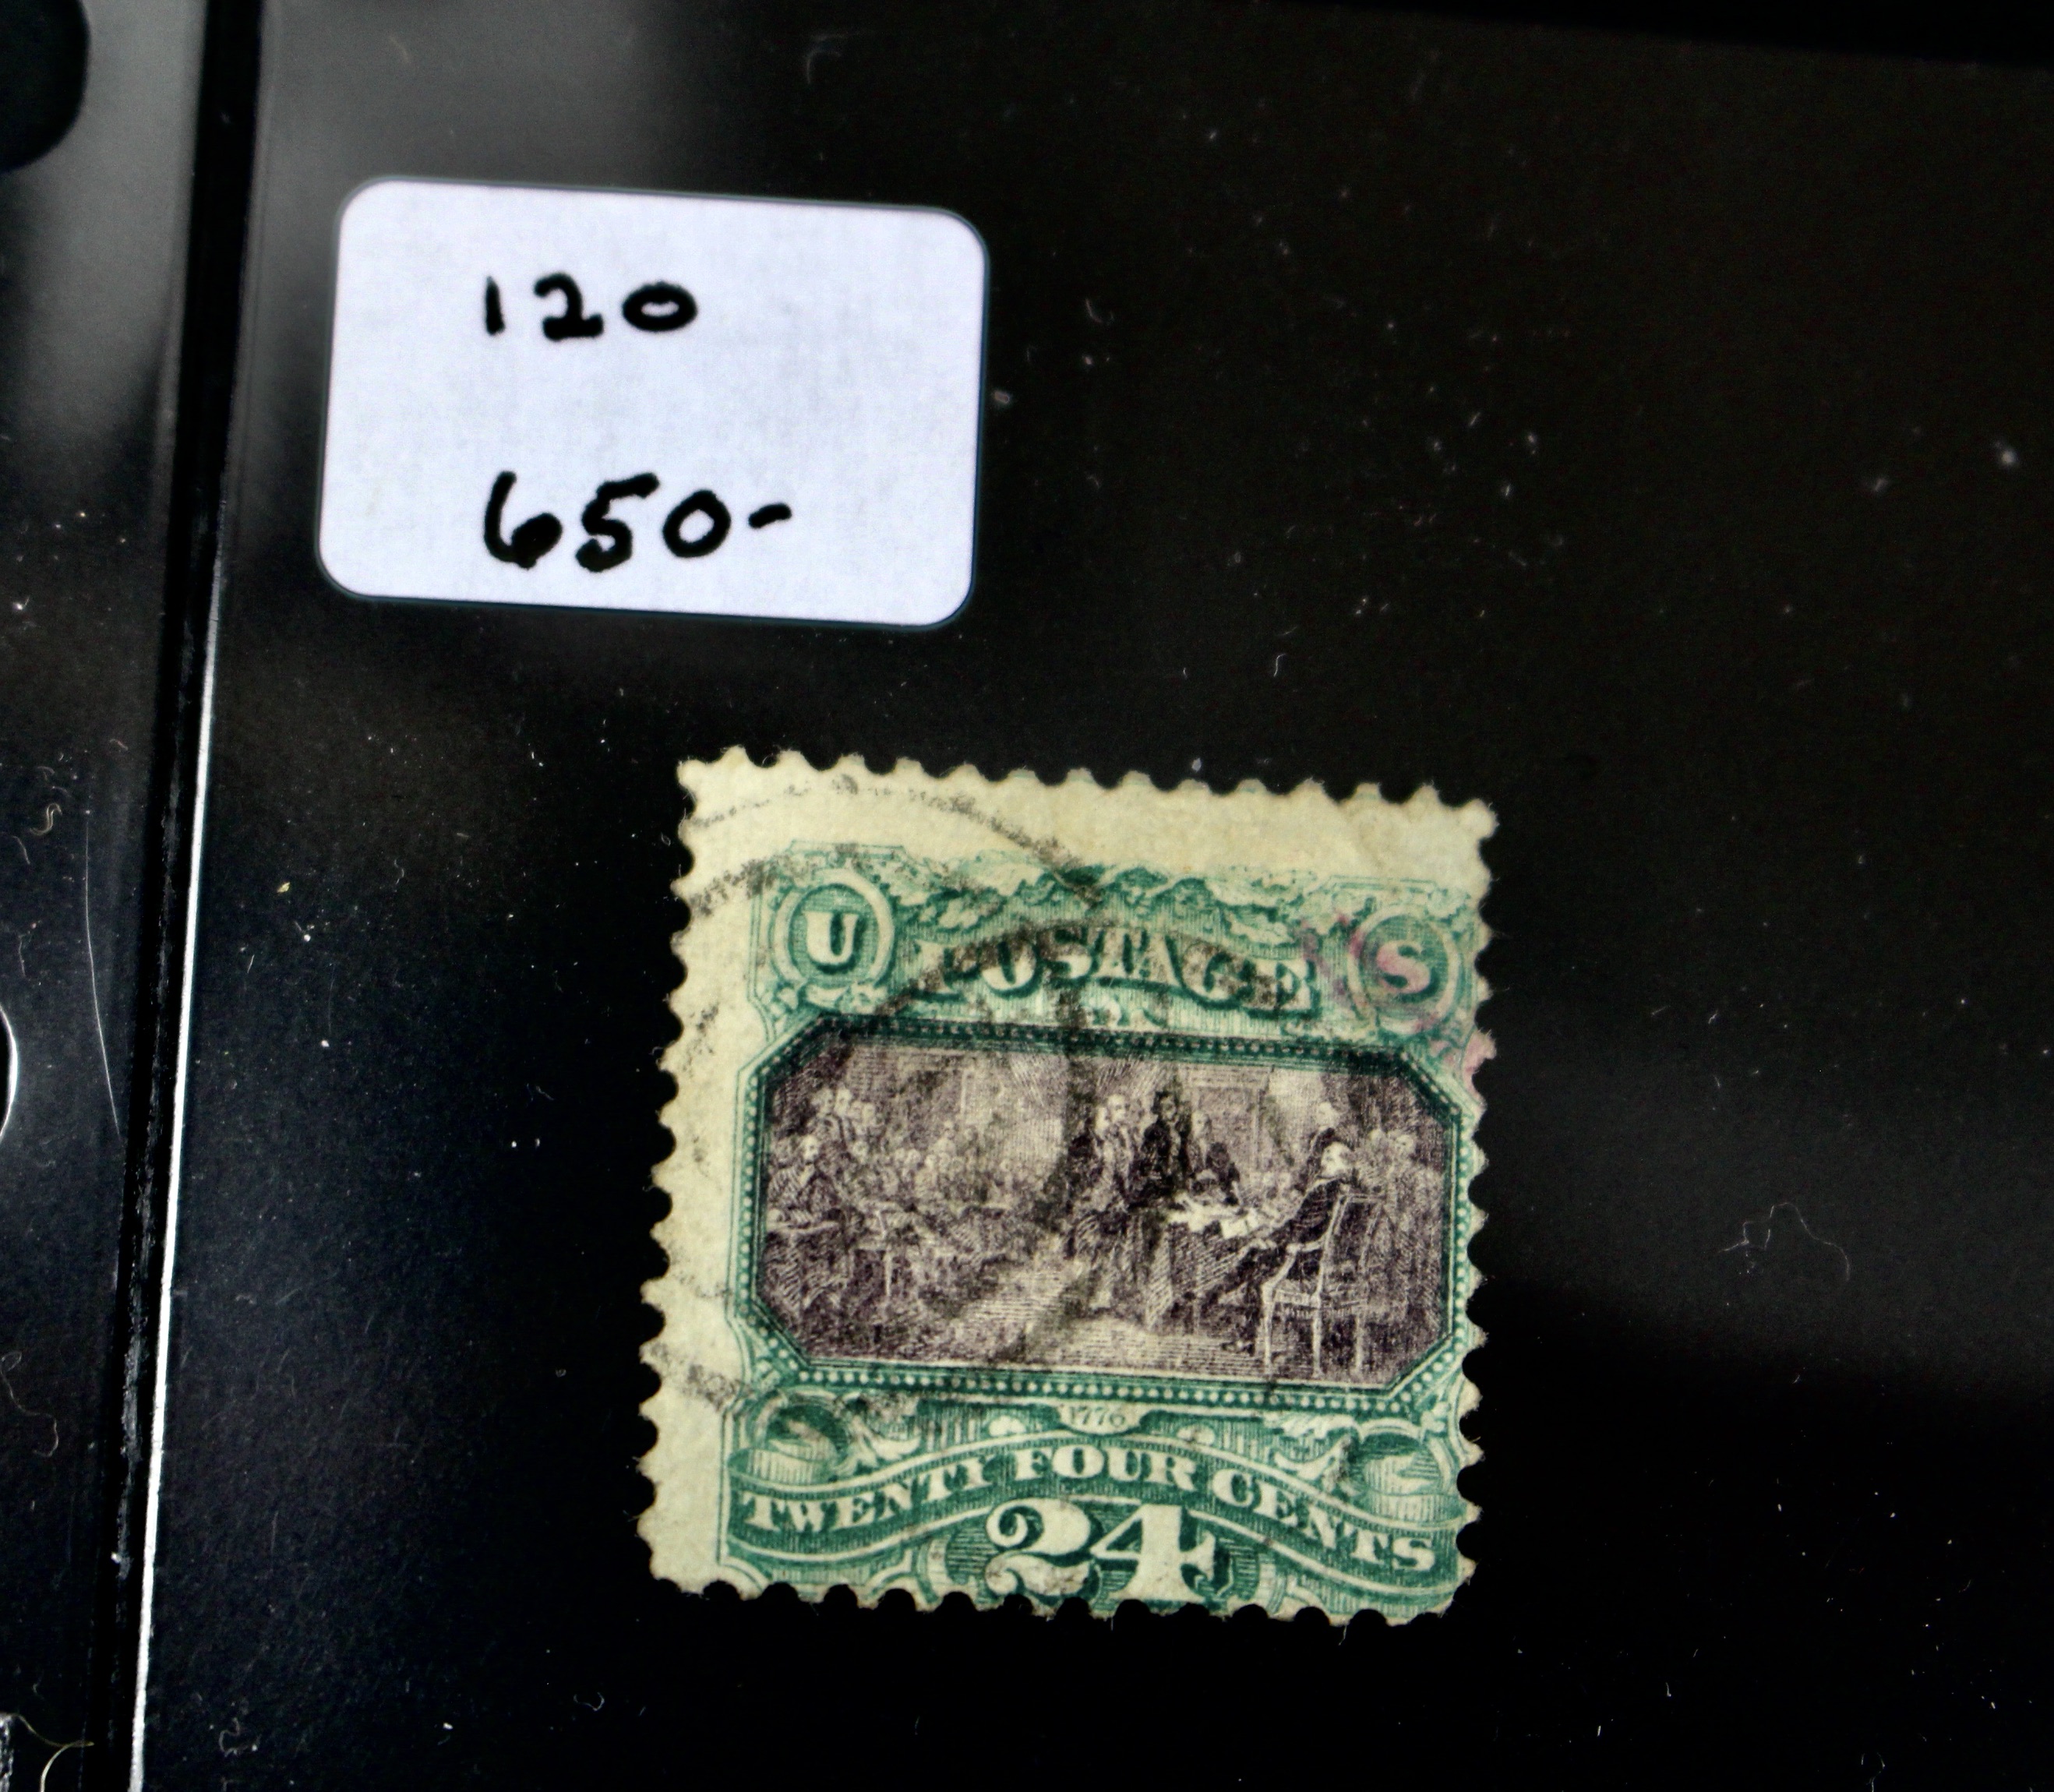 120
650-
U POSTAGE S
1776
TWENTY FOUR CENTS
24